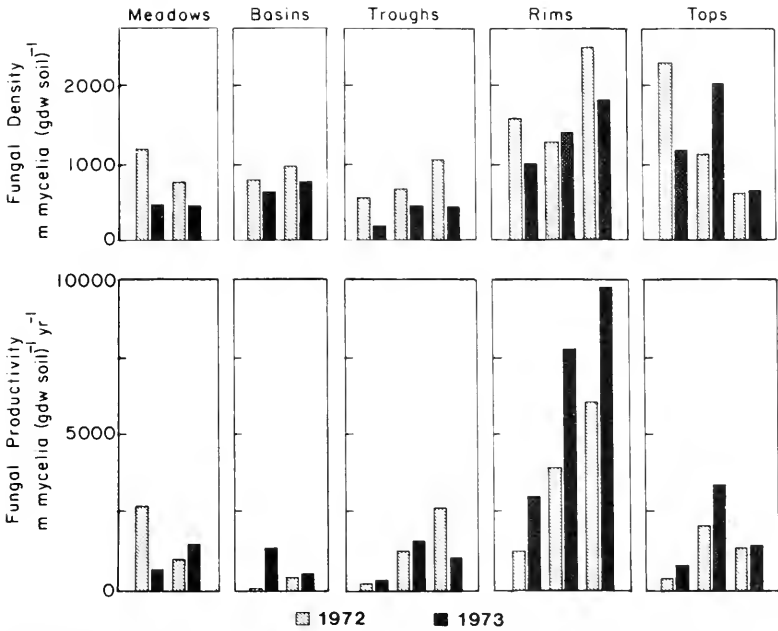 Meadows Basins Troughs Rims Tops
Fungal Density
m mycelia (gdw soil)⁻¹
2000
1000
0
Fungal Productivity
m mycelia (gdw soil)⁻¹ yr⁻¹
10000
5000
0
1972 1973